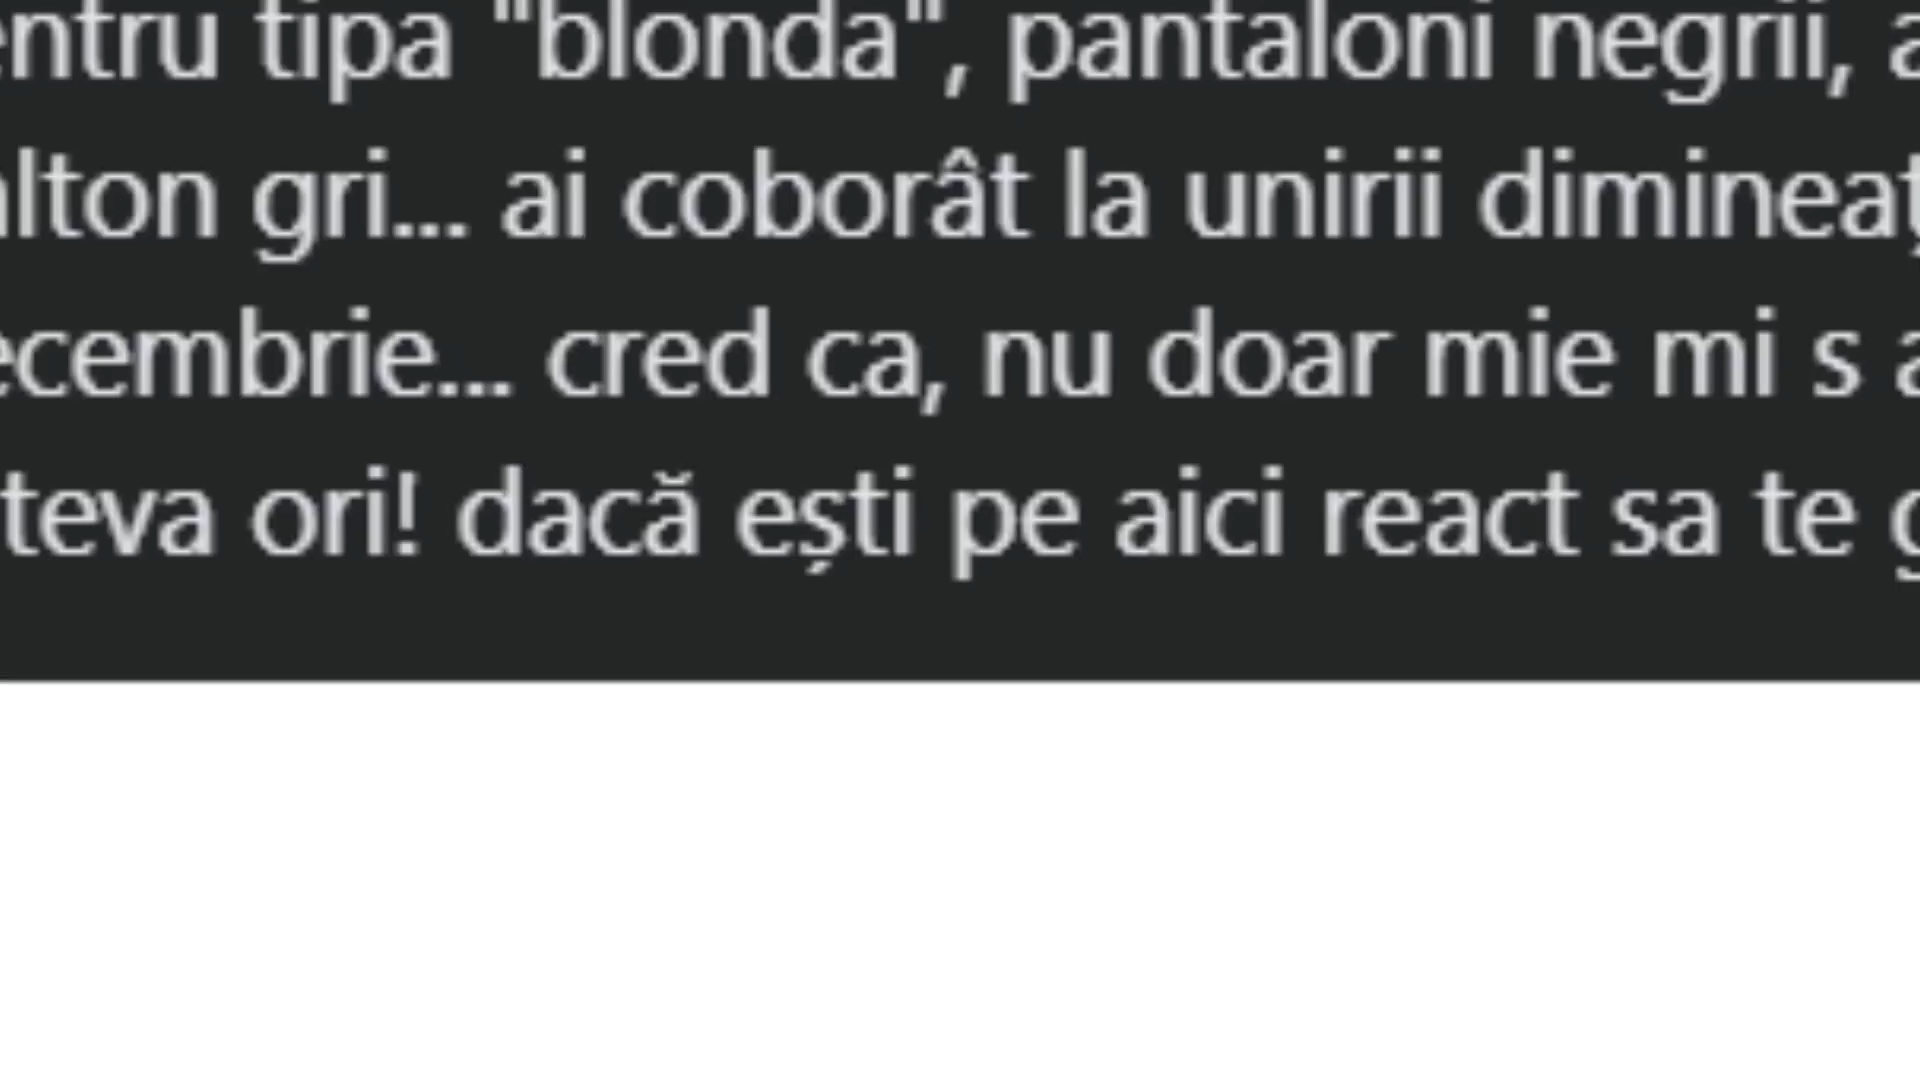 entru tipa "blonda", pantaloni negrii, a
alton gri... ai coborât la unirii dimineaț
ecembrie... cred ca, nu doar mie mi s a
teva ori! dacă ești pe aici react sa te g